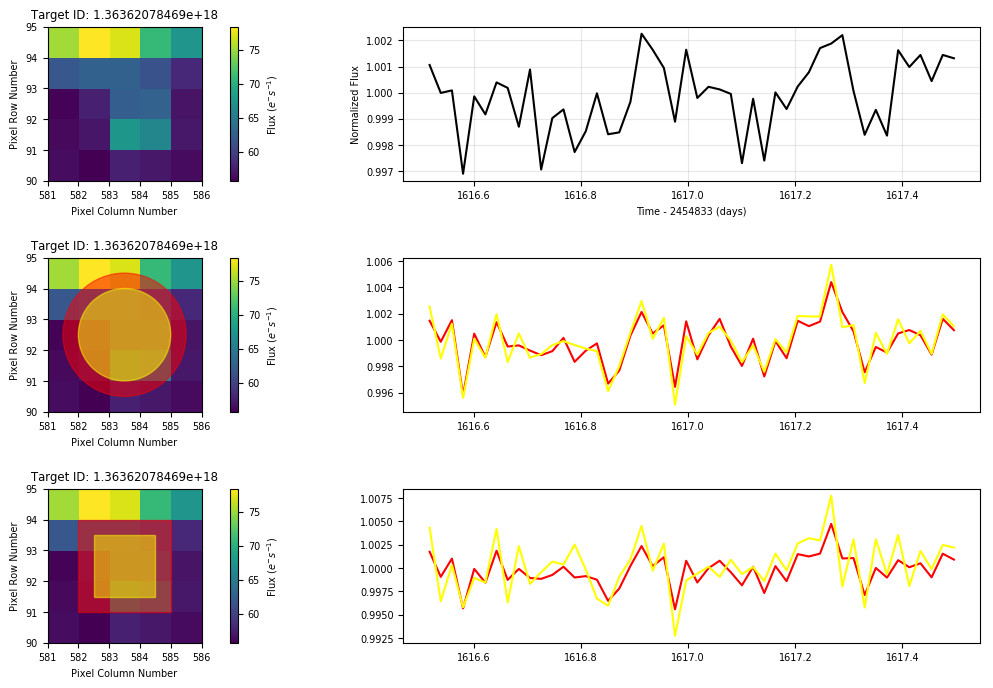 Target ID: 1.36362078469e+18
95
94
93
92
91
90
Pixel Row Number
581 582 583 584 585 586
Pixel Column Number
75
70
65
60
Flux (e⁻s⁻¹)
1.002
1.001
1.000
0.999
0.998
0.997
Normalized Flux
1616.6 1616.8 1617.0 1617.2 1617.4
Time - 2454833 (days)
Target ID: 1.36362078469e+18
95
94
93
92
91
90
Pixel Row Number
581 582 583 584 585 586
Pixel Column Number
75
70
65
60
Flux (e⁻s⁻¹)
1.006
1.004
1.002
1.000
0.998
0.996
1616.6 1616.8 1617.0 1617.2 1617.4
Target ID: 1.36362078469e+18
95
94
93
92
91
90
Pixel Row Number
581 582 583 584 585 586
Pixel Column Number
75
70
65
60
Flux (e⁻s⁻¹)
1.0075
1.0050
1.0025
1.0000
0.9975
0.9950
0.9925
1616.6 1616.8 1617.0 1617.2 1617.4